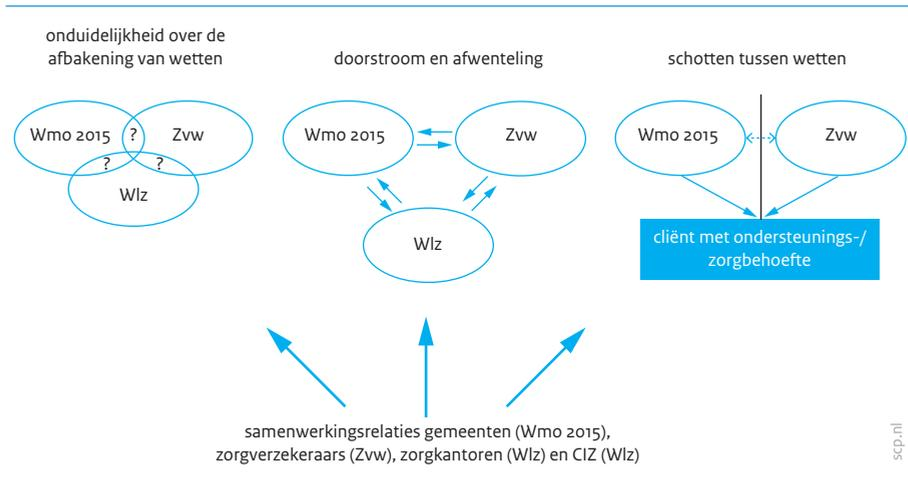 onduidelijkheid over de
afbakening van wetten
Wmo 2015
?
Zvw
?
?
Wlz
doorstroom en afwenteling
Wmo 2015
Zvw
Wlz
schotten tussen wetten
Wmo 2015
Zvw
cliënt met ondersteunings-/
zorgbehoefte
samenwerkingsrelaties gemeenten (Wmo 2015),
zorgverzekeraars (Zvw), zorgkantoren (Wlz) en CIZ (Wlz)
scp.nl